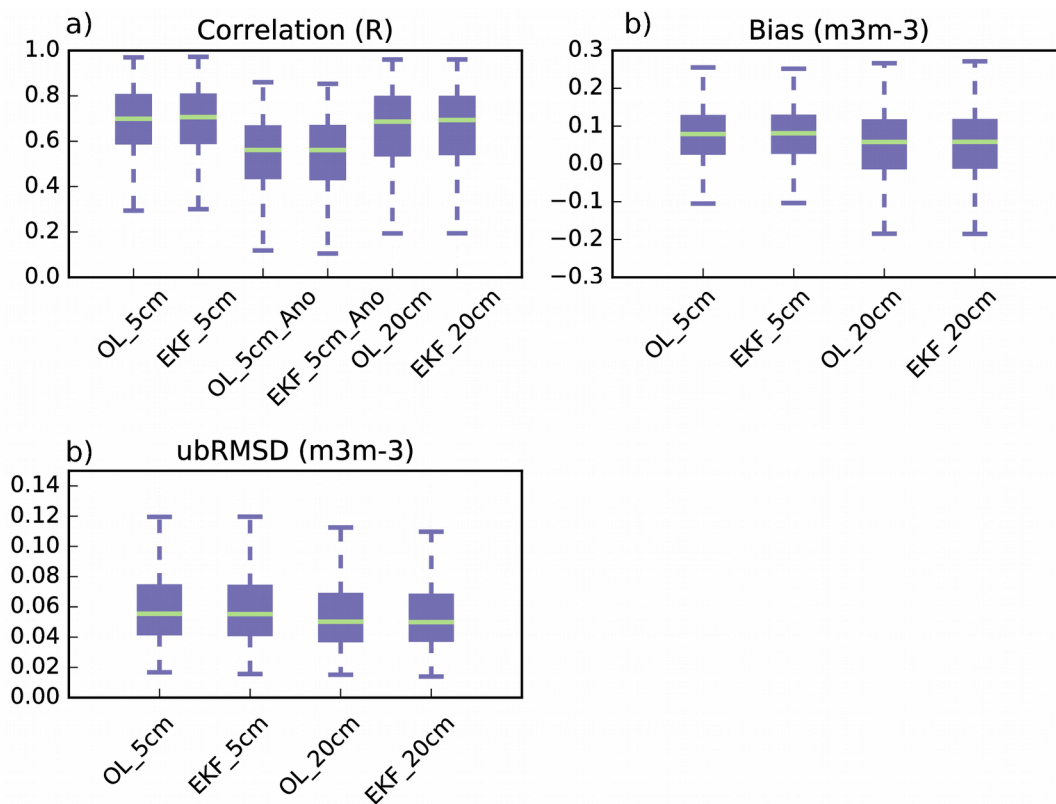 a)
Correlation (R)
1.0
0.8
0.6
0.4
0.2
0.0
OL_5cm
EKF_5cm
OL_5cm_Ano
EKF_5cm_Ano
OL_20cm
EKF_20cm
b)
Bias (m3m-3)
0.3
0.2
0.1
0.0
−0.1
−0.2
−0.3
OL_5cm
EKF_5cm
OL_20cm
EKF_20cm
b)
ubRMSD (m3m-3)
0.14
0.12
0.10
0.08
0.06
0.04
0.02
0.00
OL_5cm
EKF_5cm
OL_20cm
EKF_20cm